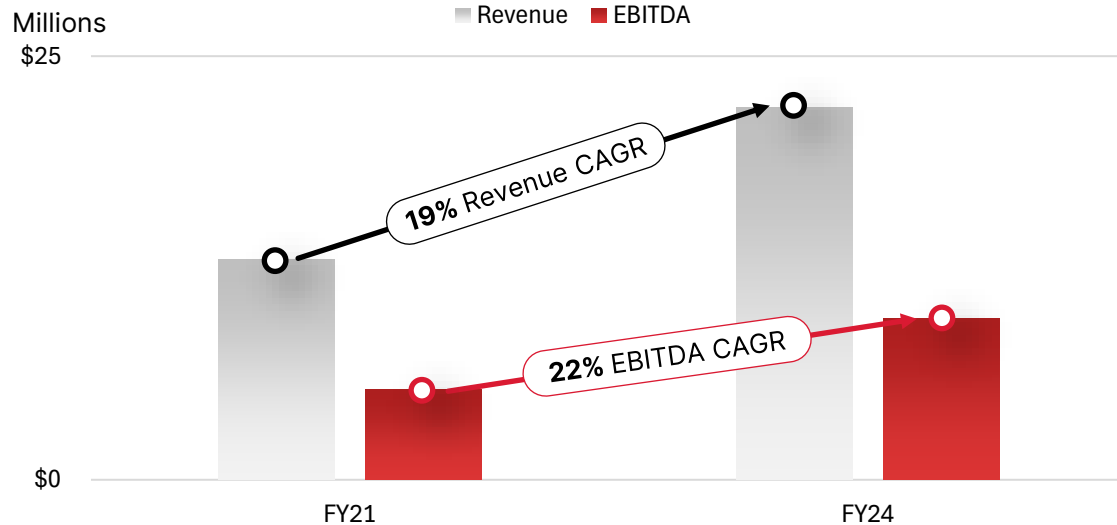 Millions
Revenue EBITDA
$25
19% Revenue CAGR
22% EBITDA CAGR
$0
FY21 FY24